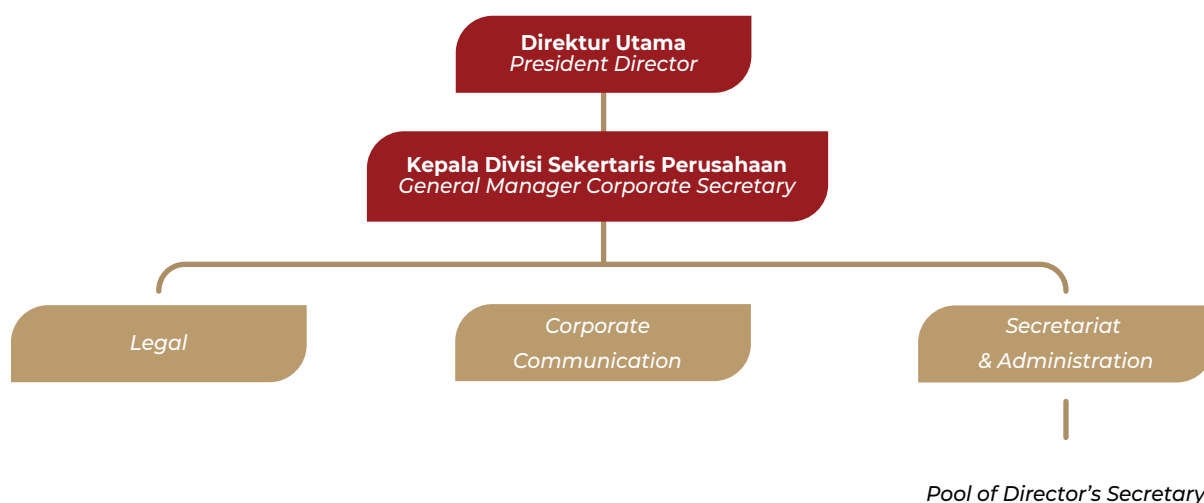 Direktur Utama
President Director
Kepala Divisi Sekertaris Perusahaan
General Manager Corporate Secretary
Legal
Corporate
Communication
Secretariat
& Administration
Pool of Director’s Secretary